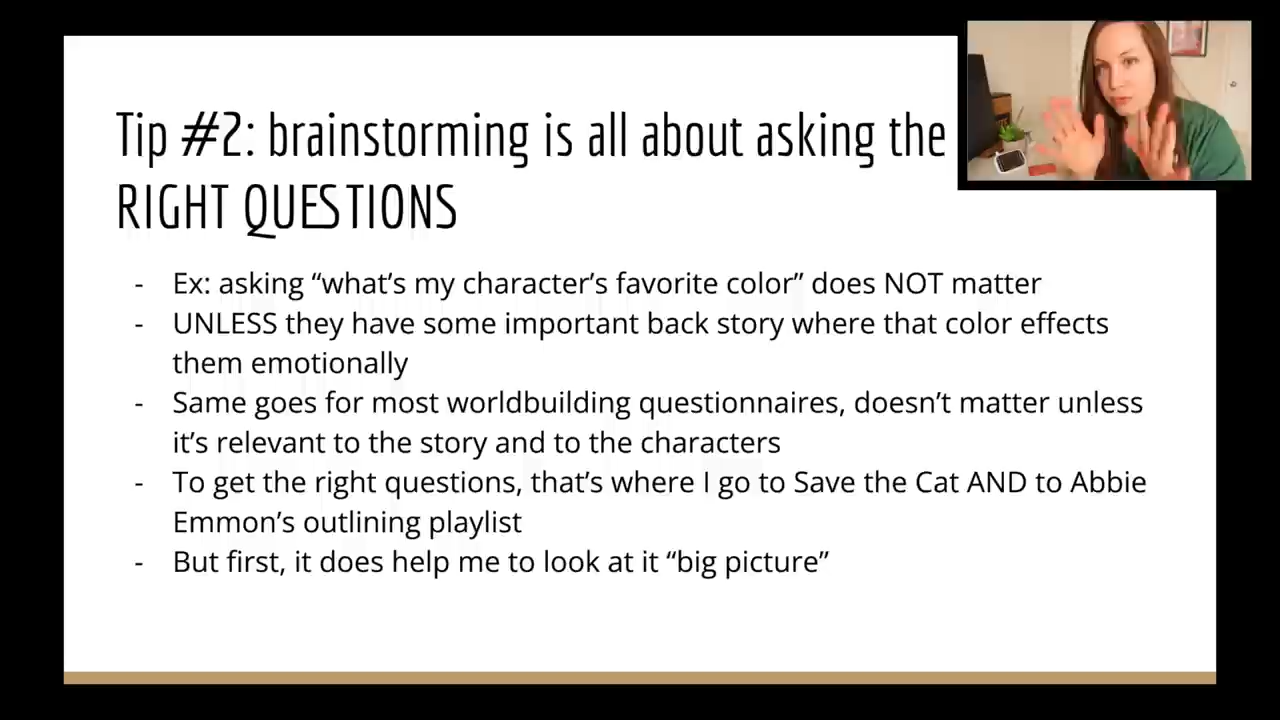 Tip #2: brainstorming is all about asking the
RIGHT QUESTIONS
- Ex: asking “what’s my character’s favorite color” does NOT matter
- UNLESS they have some important back story where that color effects
them emotionally
- Same goes for most worldbuilding questionnaires, doesn’t matter unless
it’s relevant to the story and to the characters
- To get the right questions, that’s where I go to Save the Cat AND to Abbie
Emmon’s outlining playlist
- But first, it does help me to look at it “big picture”